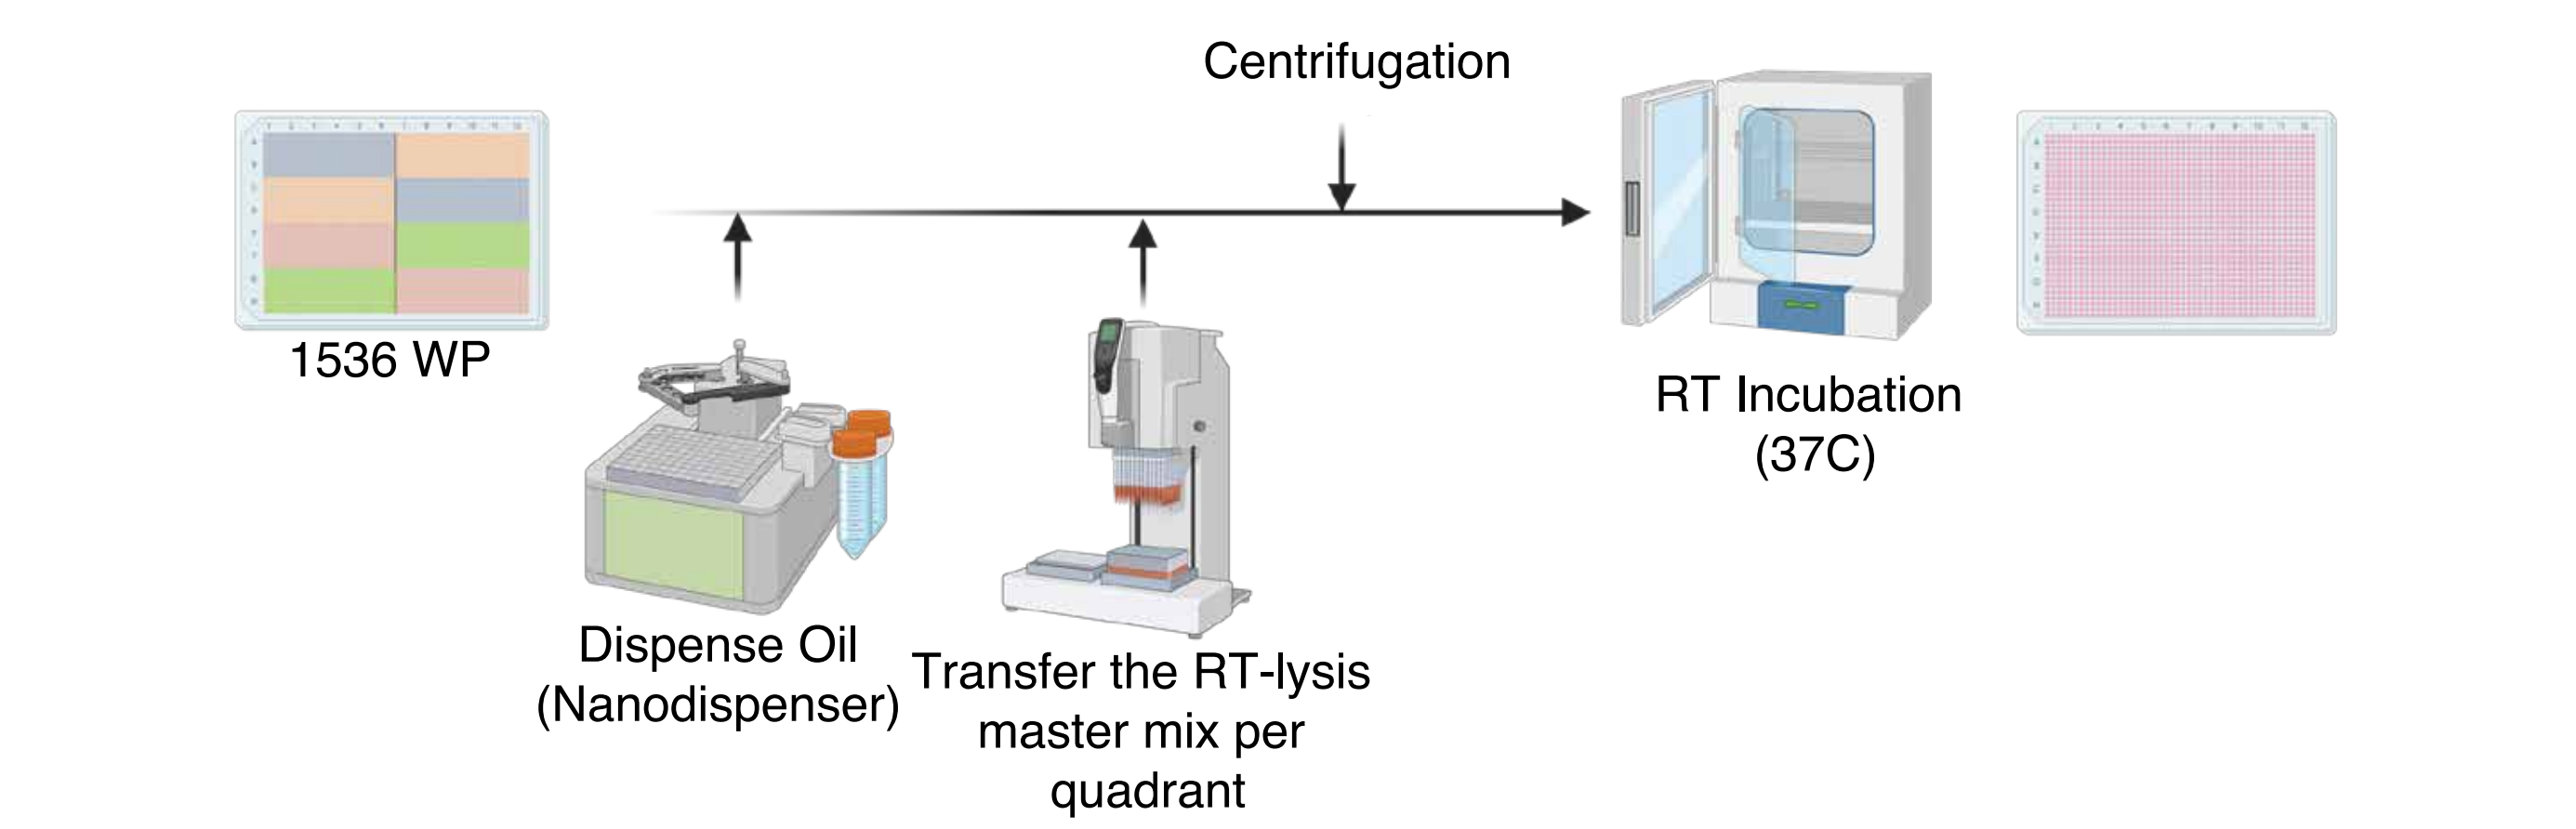 Centrifugation
1536 WP
Dispense Oil
(Nanodispenser)
Transfer the RT-lysis
master mix per
quadrant
RT Incubation
(37C)